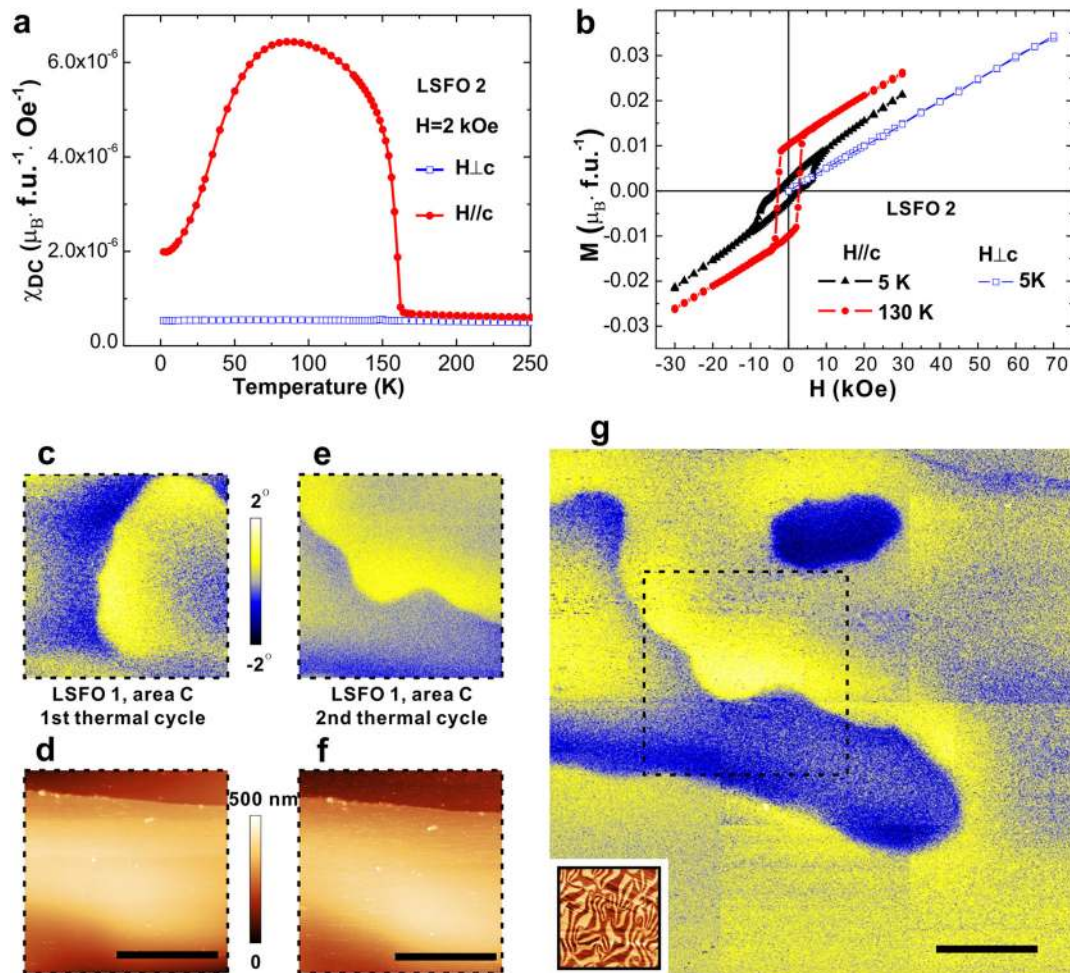 a
χDC (μB· f.u.⁻¹· Oe⁻¹)
6.0x10⁻⁶
4.0x10⁻⁶
2.0x10⁻⁶
0.0
LSFO 2
H=2 kOe
H⊥c
H//c
0 50 100 150 200 250
Temperature (K)
b
M (μB· f.u.⁻¹)
0.03
0.02
0.01
0.00
-0.01
-0.02
-0.03
LSFO 2
H//c H⊥c
5 K 5K
130 K
-30 -20 -10 0 10 20 30 40 50 60 70
H (kOe)
c
2°
-2°
LSFO 1, area C
1st thermal cycle
e
LSFO 1, area C
2nd thermal cycle
d
500 nm
0
f
g